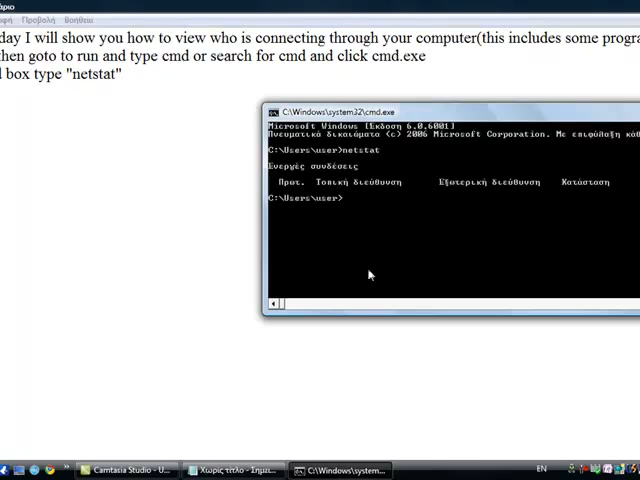 άριο
Προβολή Βοήθεια
day I will show you how to view who is connecting through your computer(this includes some progra
then goto to run and type cmd or search for cmd and click cmd.exe
d box type "netstat"
C:\Windows\system32\cmd.exe
Microsoft Windows [Έκδοση 6.0.6001]
Πνευματικά δικαιώματα (c) 2006 Microsoft Corporation. Με επιφύλαξη κάθ
C:\Users\user>netstat
Ενεργές συνδέσεις
Πρωτ. Τοπική διεύθυνση Εξωτερική διεύθυνση Κατάσταση
C:\Users\user>
» Camtasia Studio - U... Χωρίς τίτλο - Σημει... C:\Windows\system... EN